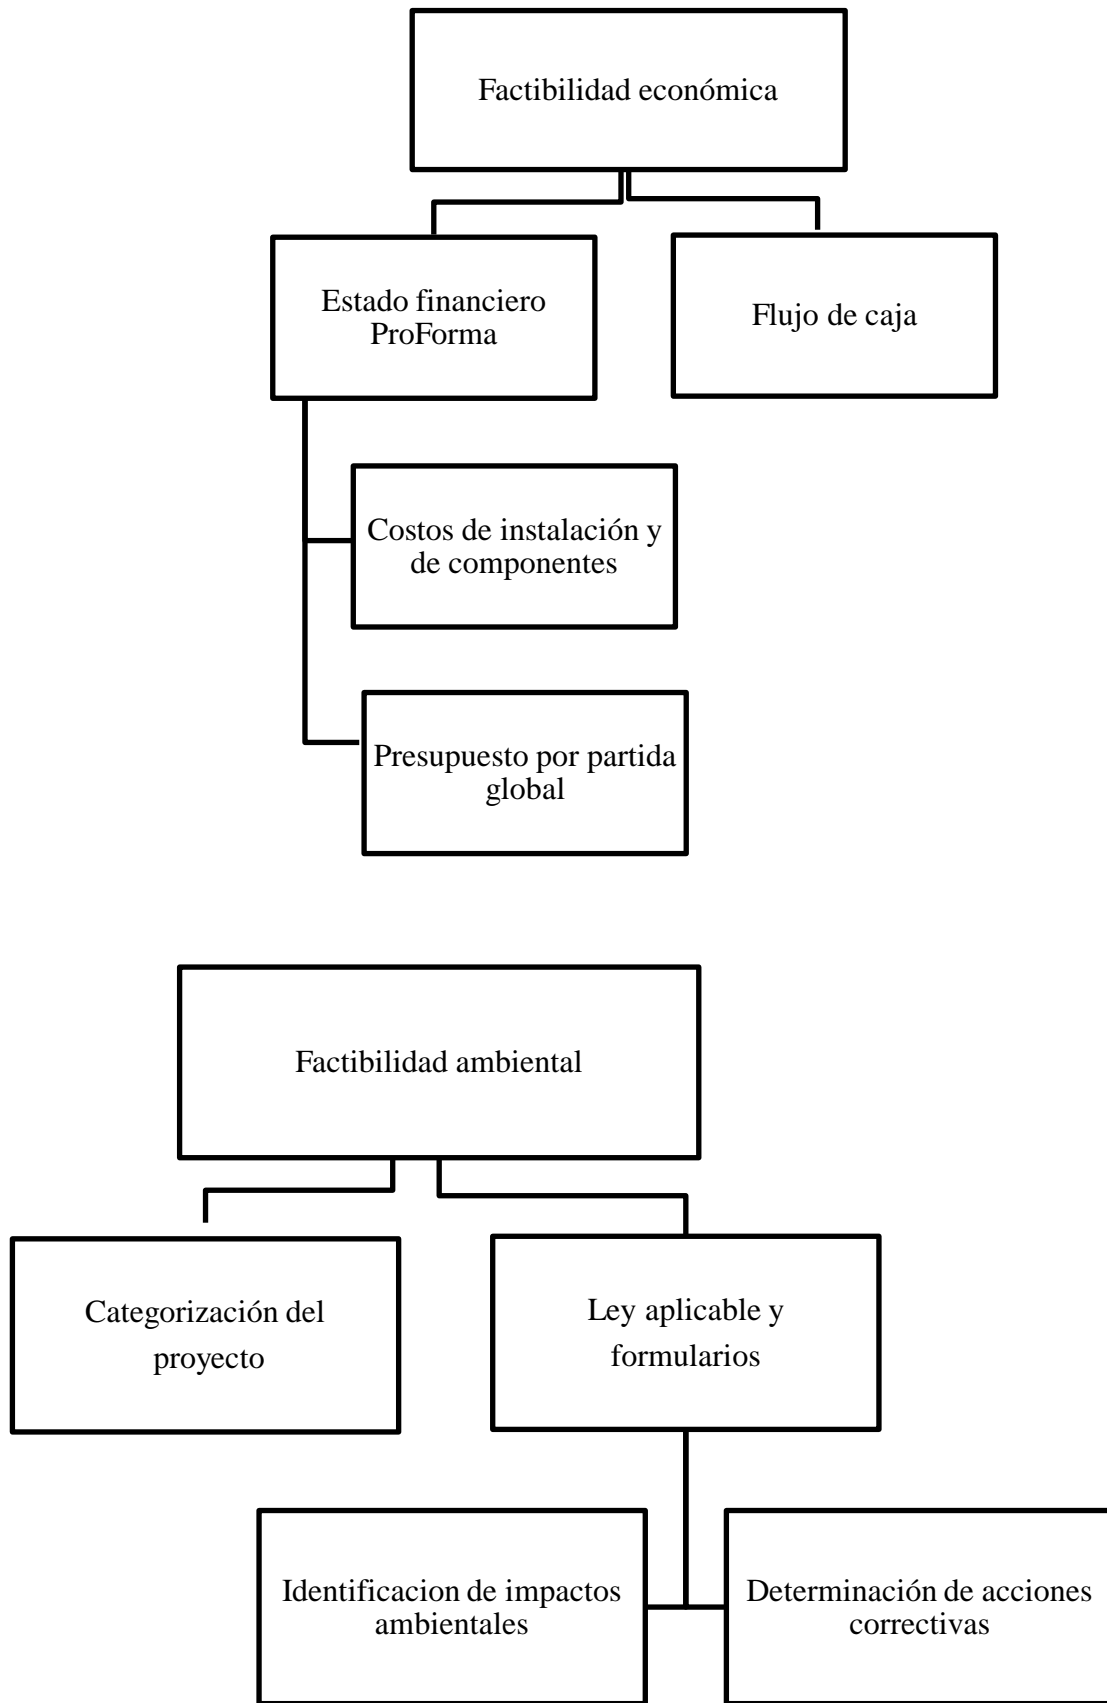 Factibilidad económica
Estado financiero
ProForma
Flujo de caja
Costos de instalación y
de componentes
Presupuesto por partida
global
Factibilidad ambiental
Categorización del
proyecto
Ley aplicable y
formularios
Identificacion de impactos
ambientales
Determinación de acciones
correctivas